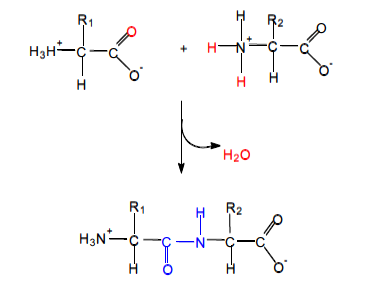 R1 H R2
H3H+ C C O + H N+ C C O
H O- H H O-
H2O
R1 H R2
H3N+ C C N C C O
H O H O-